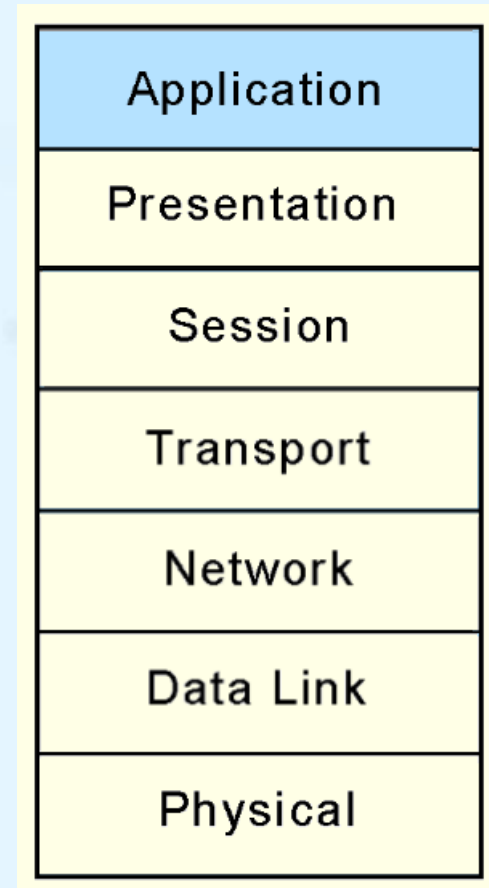 Application
Presentation
Session
Transport
Network
Data Link
Physical